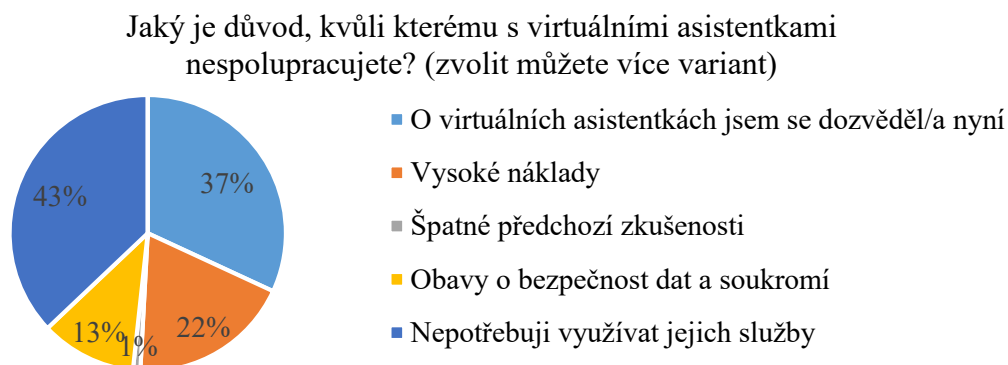 Jaký je důvod, kvůli kterému s virtuálními asistentkami
nespolupracujete? (zvolit můžete více variant)
O virtuálních asistentkách jsem se dozvěděl/a nyní
Vysoké náklady
Špatné předchozí zkušenosti
Obavy o bezpečnost dat a soukromí
Nepotřebuji využívat jejich služby
37%
22%
1%
13%
43%